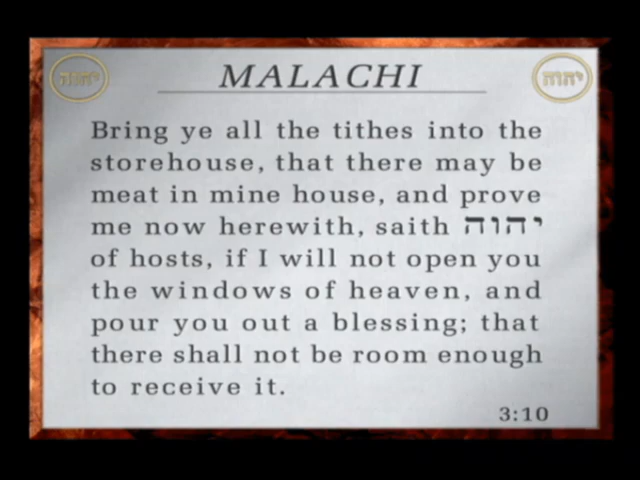 יהוה
MALACHI
יהוה
Bring ye all the tithes into the
storehouse, that there may be
meat in mine house, and prove
me now herewith, saith יהוה
of hosts, if I will not open you
the windows of heaven, and
pour you out a blessing; that
there shall not be room enough
to receive it.
3:10